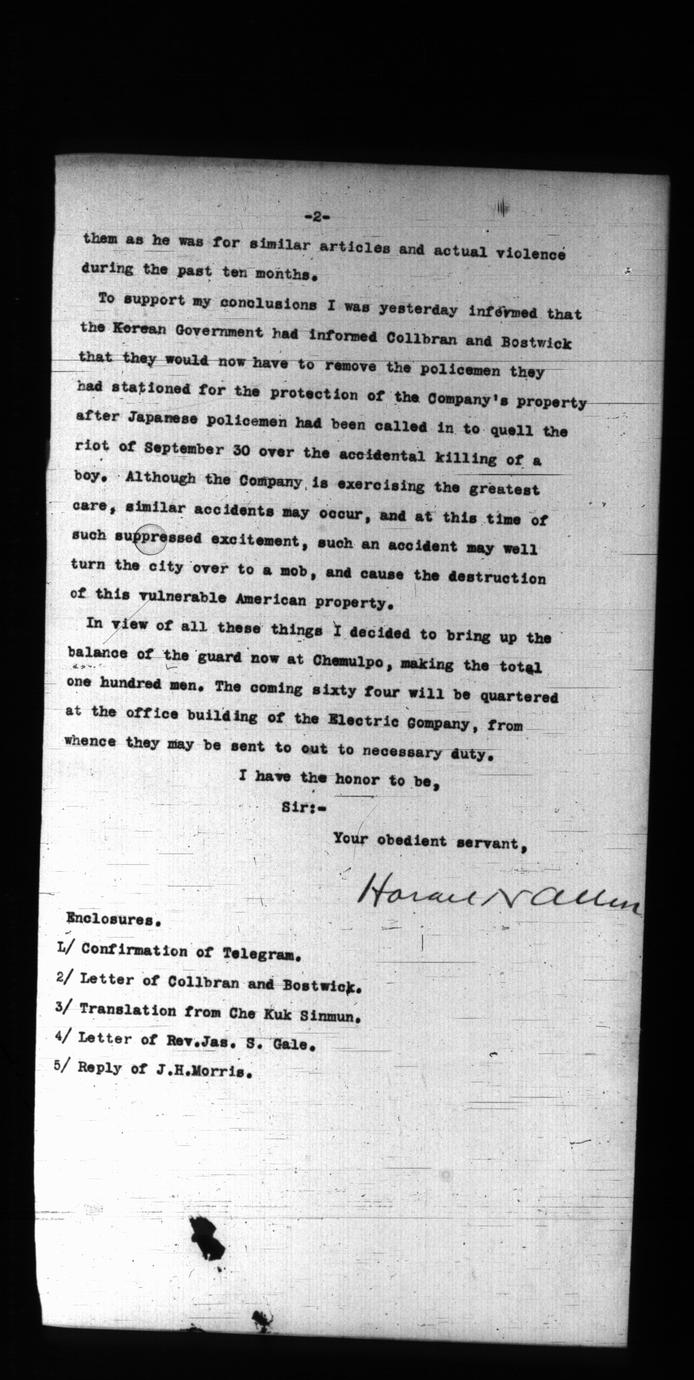 -2-
them as he was for similar articles and actual violence
during the past ten months.
To support my conclusions I was yesterday informed that
the Korean Government had informed Collbran and Bostwick
that they would now have to remove the policemen they
had stationed for the protection of the Company's property
after Japanese policemen had been called in to quell the
riot of September 30 over the accidental killing of a
boy. Although the Company is exercising the greatest
care, similar accidents may occur, and at this time of
such suppressed excitement, such an accident may well
turn the city over to a mob, and cause the destruction
of this vulnerable American property.
In view of all these things I decided to bring up the
balance of the guard now at Chemulpo, making the total
one hundred men. The coming sixty four will be quartered
at the office building of the Electric Company, from
whence they may be sent to out to necessary duty.
I have the honor to be,
Sir:-
Your obedient servant,
Horace N Allen
Enclosures.
1/ Confirmation of Telegram.
2/ Letter of Collbran and Bostwick.
3/ Translation from Che Kuk Sinmun.
4/ Letter of Rev.Jas. S. Gale.
5/ Reply of J.H.Morris.